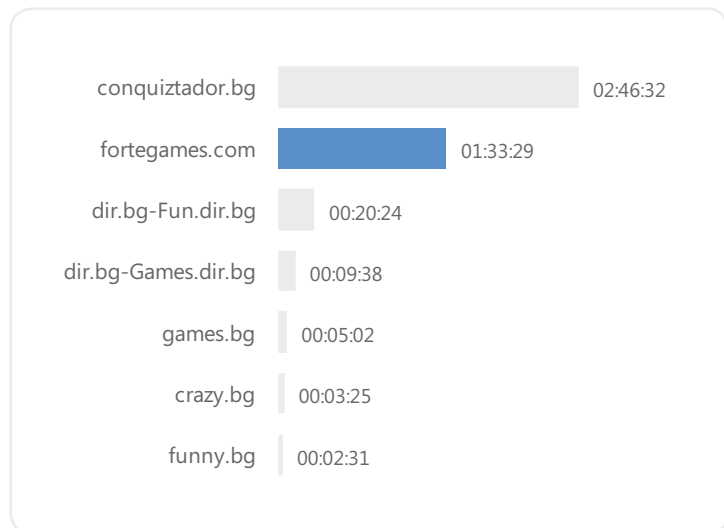 conquiztador.bg 02:46:32
fortegames.com 01:33:29
dir.bg-Fun.dir.bg 00:20:24
dir.bg-Games.dir.bg 00:09:38
games.bg 00:05:02
crazy.bg 00:03:25
funny.bg 00:02:31